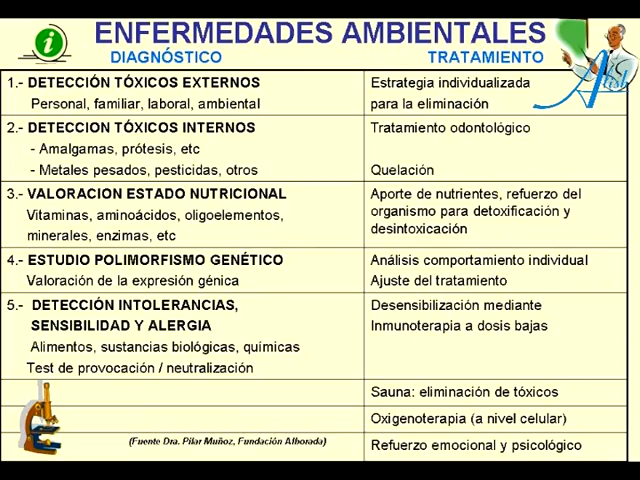 ENFERMEDADES AMBIENTALES
DIAGNÓSTICO
TRATAMIENTO
1.- DETECCIÓN TÓXICOS EXTERNOS
Personal, familiar, laboral, ambiental
Estrategia individualizada
para la eliminación
2.- DETECCION TÓXICOS INTERNOS
- Amalgamas, prótesis, etc
- Metales pesados, pesticidas, otros
Tratamiento odontológico
Quelación
3.- VALORACION ESTADO NUTRICIONAL
Vitaminas, aminoácidos, oligoelementos,
minerales, enzimas, etc
Aporte de nutrientes, refuerzo del
organismo para detoxificación y
desintoxicación
4.- ESTUDIO POLIMORFISMO GENÉTICO
Valoración de la expresión génica
Análisis comportamiento individual
Ajuste del tratamiento
5.- DETECCIÓN INTOLERANCIAS,
SENSIBILIDAD Y ALERGIA
Alimentos, sustancias biológicas, químicas
Test de provocación / neutralización
Desensibilización mediante
Inmunoterapia a dosis bajas
Sauna: eliminación de tóxicos
Oxigenoterapia (a nivel celular)
(Fuente Dra. Pilar Muñoz, Fundación Alborada)
Refuerzo emocional y psicológico